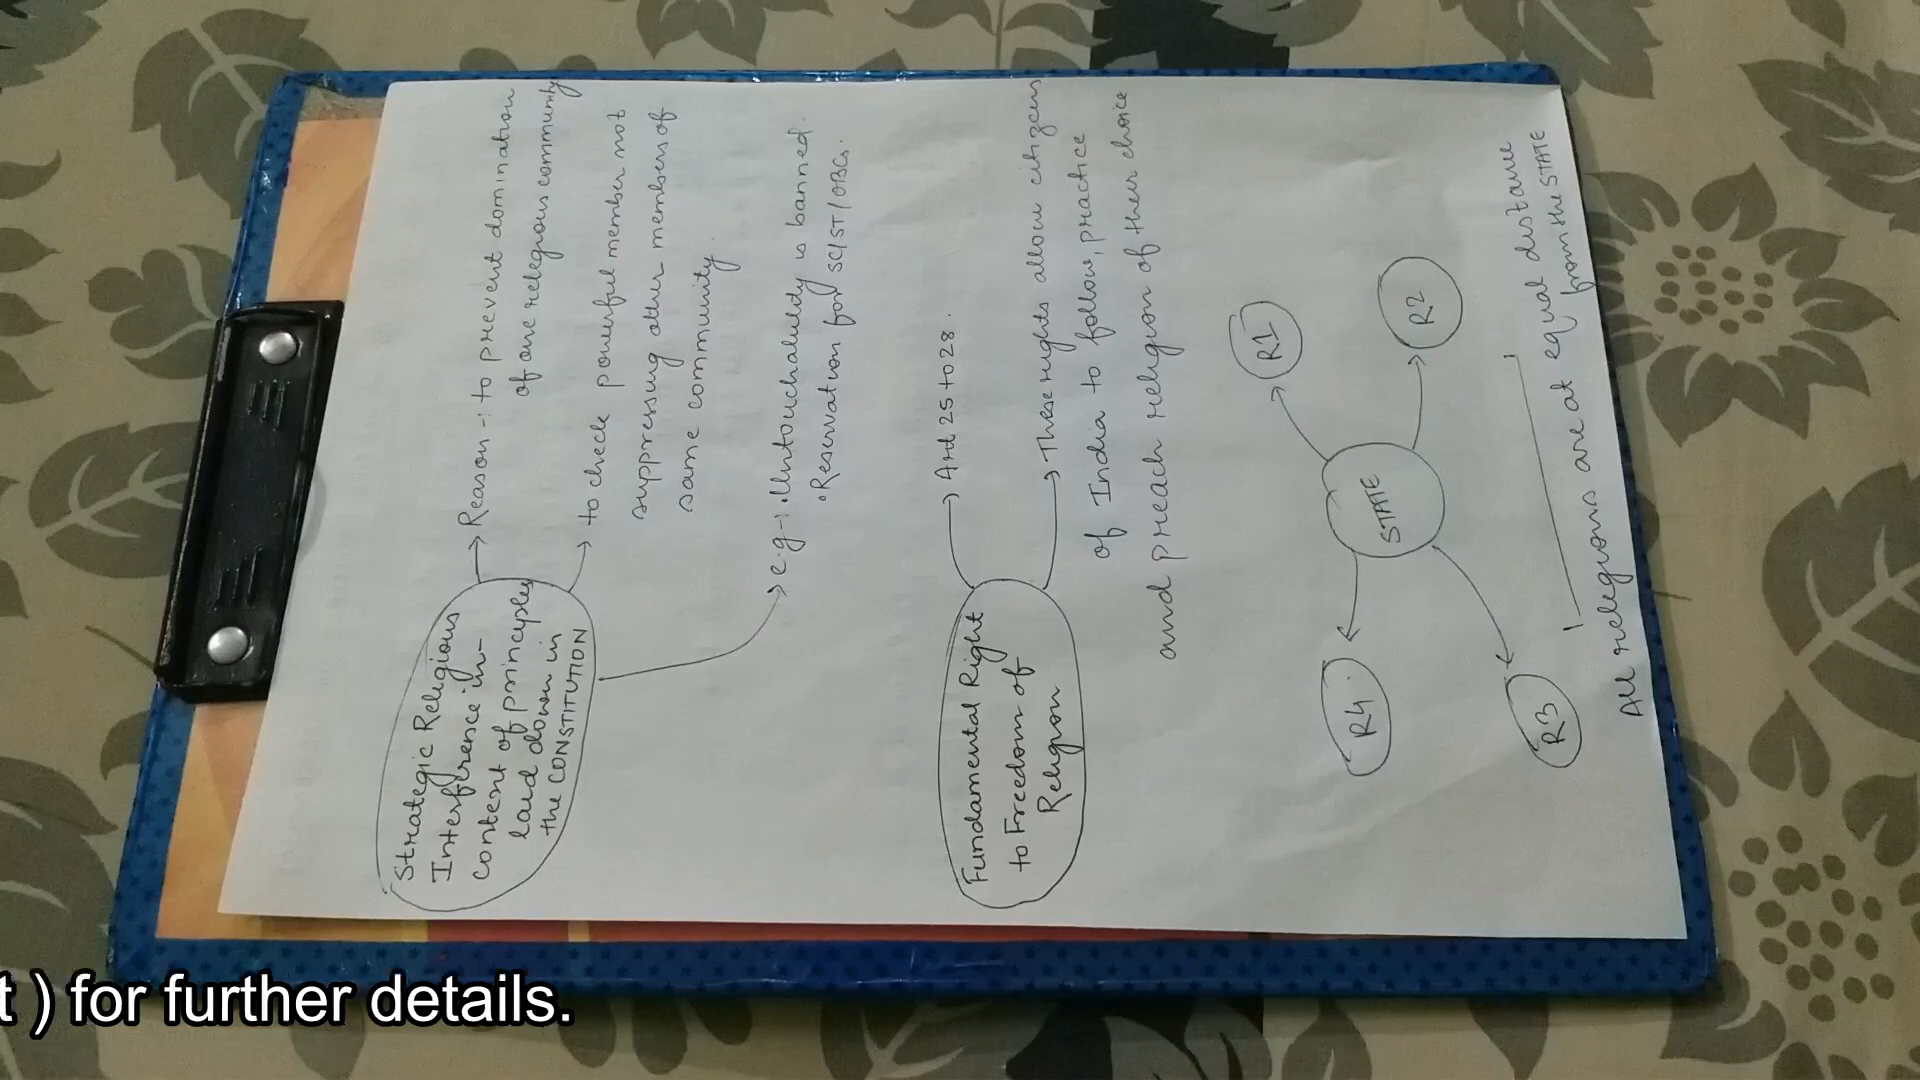 Strategic Religious
Interference in-
context of principles
laid down in
the CONSTITUTION
Reason -: to prevent domination
of one religious community
to check powerful member not
suppressing other members of
same community.
e.g-: • Untouchability is banned.
• Reservation for SC/ST/OBCs.
Fundamental Right
to Freedom of
Religion
Art 25 to 28.
These rights allow citizens
of India to follow, practice
and preach religion of their choice
R1
R2
STATE
R4.
R3
All religions are at equal distance
from the STATE
t ) for further details.